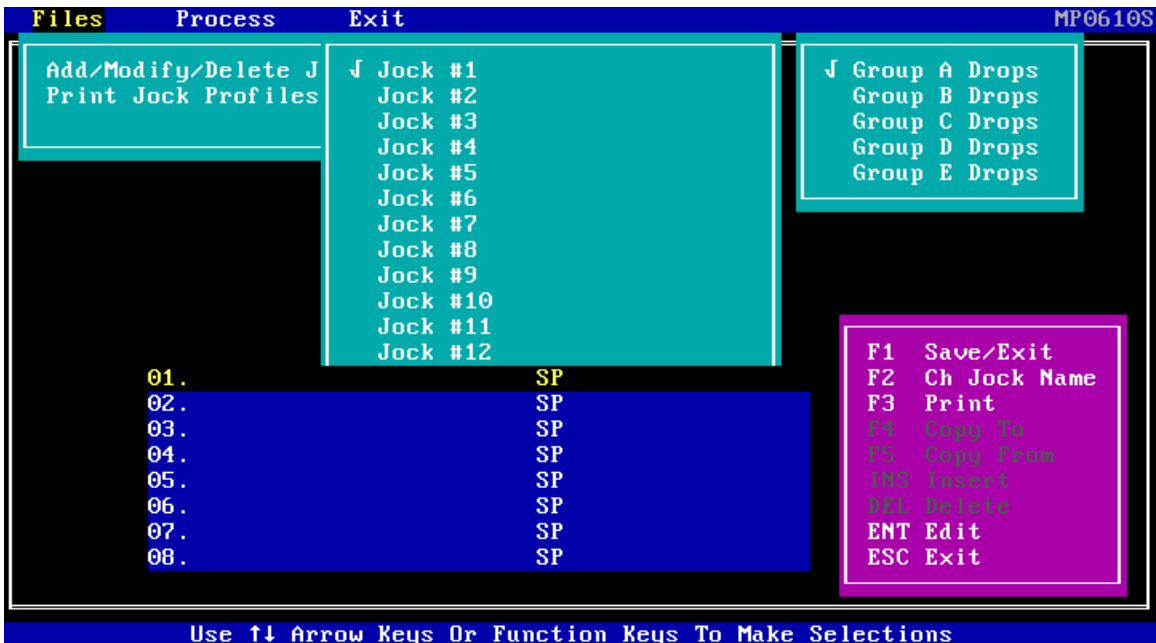 Files Process Exit MP0610S
Add/Modify/Delete J
Print Jock Profiles
√ Jock #1
Jock #2
Jock #3
Jock #4
Jock #5
Jock #6
Jock #7
Jock #8
Jock #9
Jock #10
Jock #11
Jock #12
√ Group A Drops
Group B Drops
Group C Drops
Group D Drops
Group E Drops
01. SP
02. SP
03. SP
04. SP
05. SP
06. SP
07. SP
08. SP
F1 Save/Exit
F2 Ch Jock Name
F3 Print
F4 Copy To
F5 Copy From
INS Insert
DEL Delete
ENT Edit
ESC Exit
Use ↑↓ Arrow Keys Or Function Keys To Make Selections